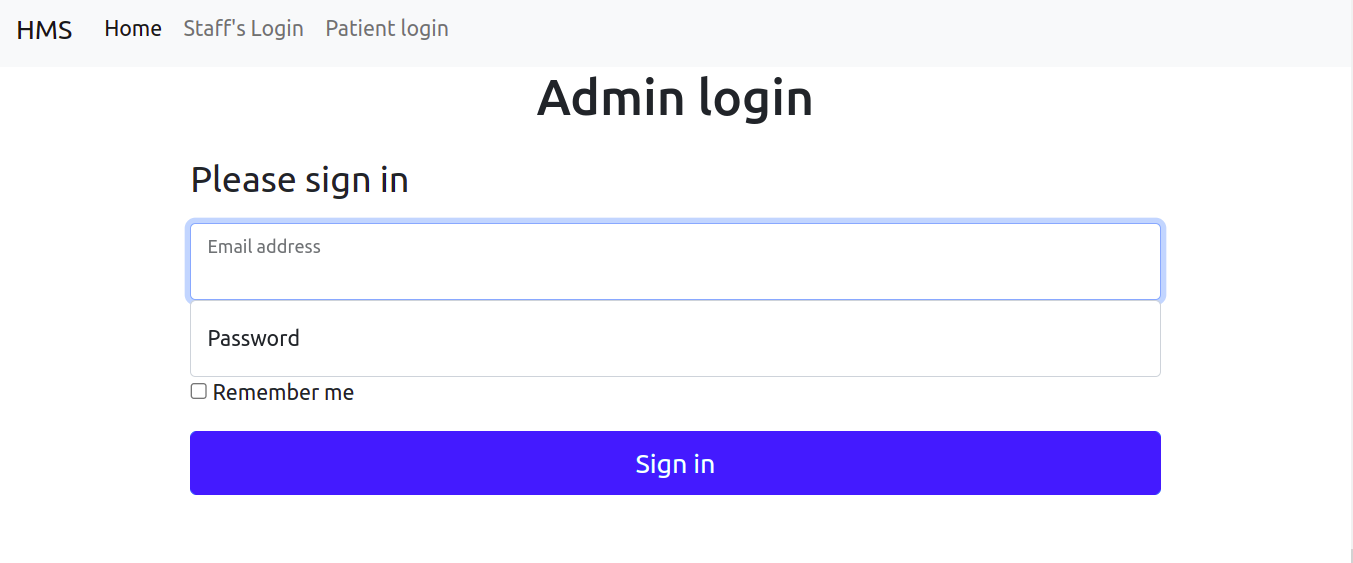 HMS Home Staff's Login Patient login
Admin login
Please sign in
Email address
Password
Remember me
Sign in